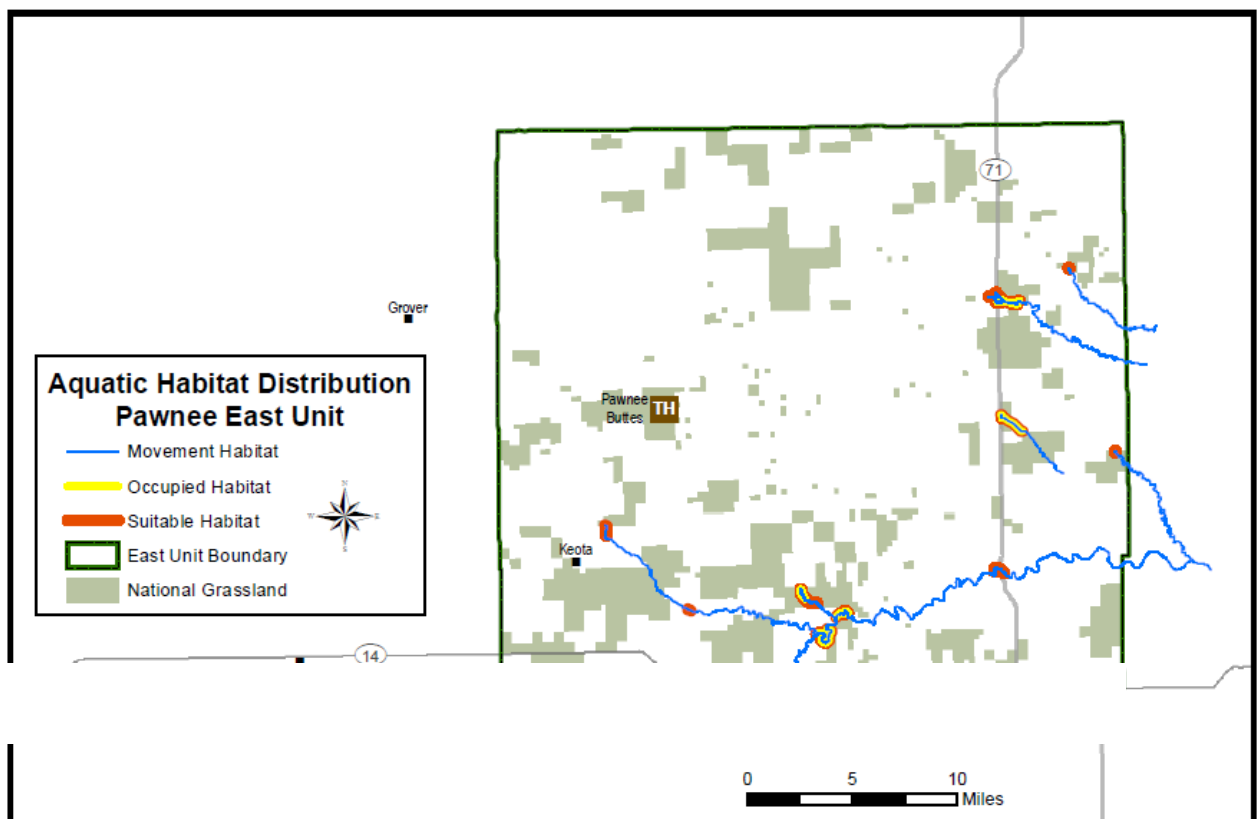 71
Grover
Aquatic Habitat Distribution
Pawnee East Unit
Movement Habitat
Occupied Habitat
Suitable Habitat
East Unit Boundary
National Grassland
N
W
E
S
Pawnee
Buttes
TH
Keota
14
0 5 10
Miles